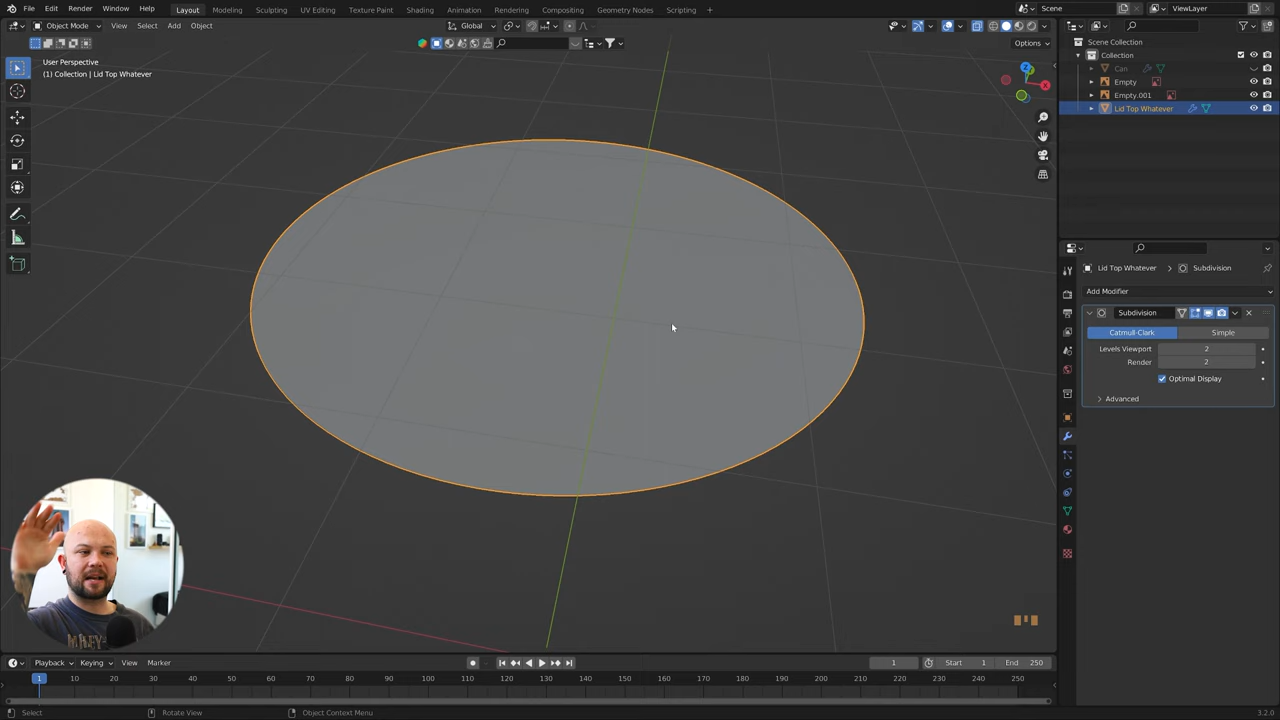 File Edit Render Window Help Layout Modeling Sculpting UV Editing Texture Paint Shading Animation Rendering Compositing Geometry Nodes Scripting Scene ViewLayer
Object Mode View Select Add Object Global
Options
User Perspective
(1) Collection | Lid Top Whatever
Z
X
Scene Collection
Collection
Can
Empty
Empty.001
Lid Top Whatever
Lid Top Whatever > Subdivision
Add Modifier
Subdivision
Catmull-Clark Simple
Levels Viewport 2
Render 2
Optimal Display
Advanced
Playback Keying View Marker 1 Start 1 End 250
1 10 20 30 40 50 60 70 80 90 100 110 120 130 140 150 160 170 180 190 200 210 220 230 240 250
Select Rotate View Object Context Menu 3.2.0